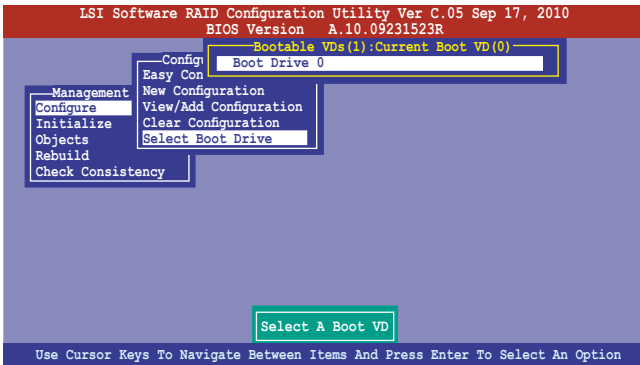 LSI Software RAID Configuration Utility Ver C.05 Sep 17, 2010
BIOS Version A.10.09231523R
Bootable VDs(1):Current Boot VD(0)
Boot Drive 0
Configu
Easy Con
New Configuration
View/Add Configuration
Clear Configuration
Select Boot Drive
Management
Configure
Initialize
Objects
Rebuild
Check Consistency
Select A Boot VD
Use Cursor Keys To Navigate Between Items And Press Enter To Select An Option